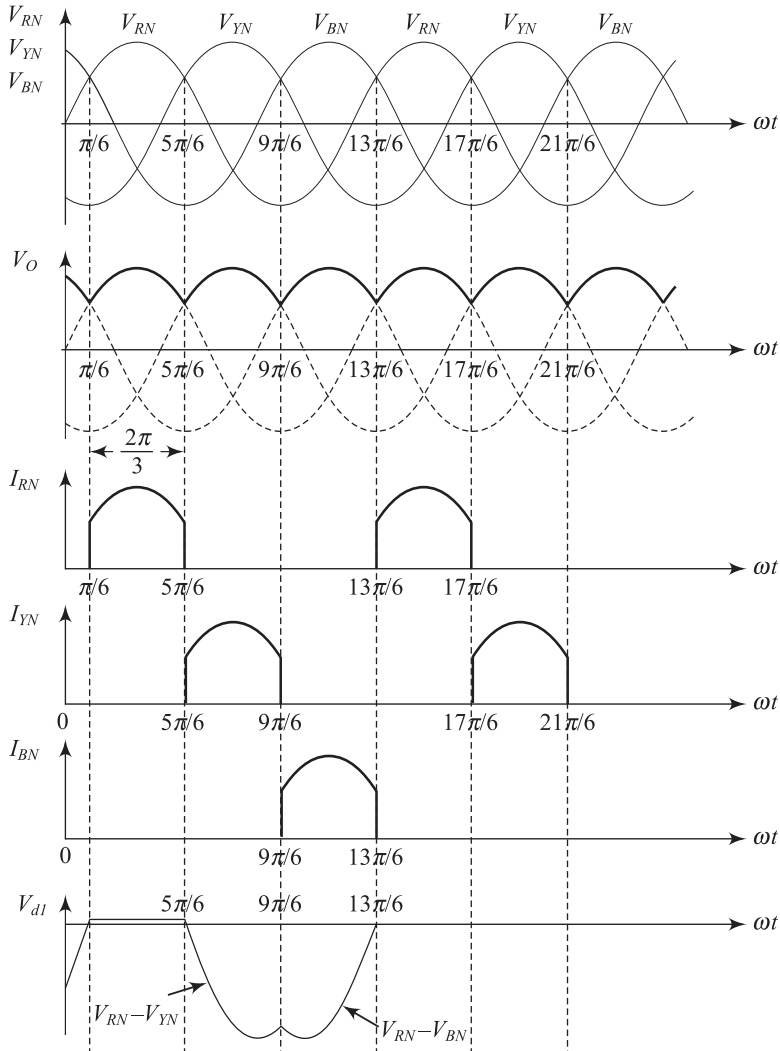 V_RN
V_YN
V_BN
V_RN V_YN V_BN V_RN V_YN V_BN
ωt
π/6 5π/6 9π/6 13π/6 17π/6 21π/6
V_O
ωt
π/6 5π/6 9π/6 13π/6 17π/6 21π/6
2π/3
I_RN
ωt
π/6 5π/6 13π/6 17π/6
I_YN
ωt
0 5π/6 9π/6 17π/6 21π/6
I_BN
ωt
0 9π/6 13π/6
5π/6 9π/6 13π/6
V_d1
ωt
V_RN–V_YN
V_RN–V_BN